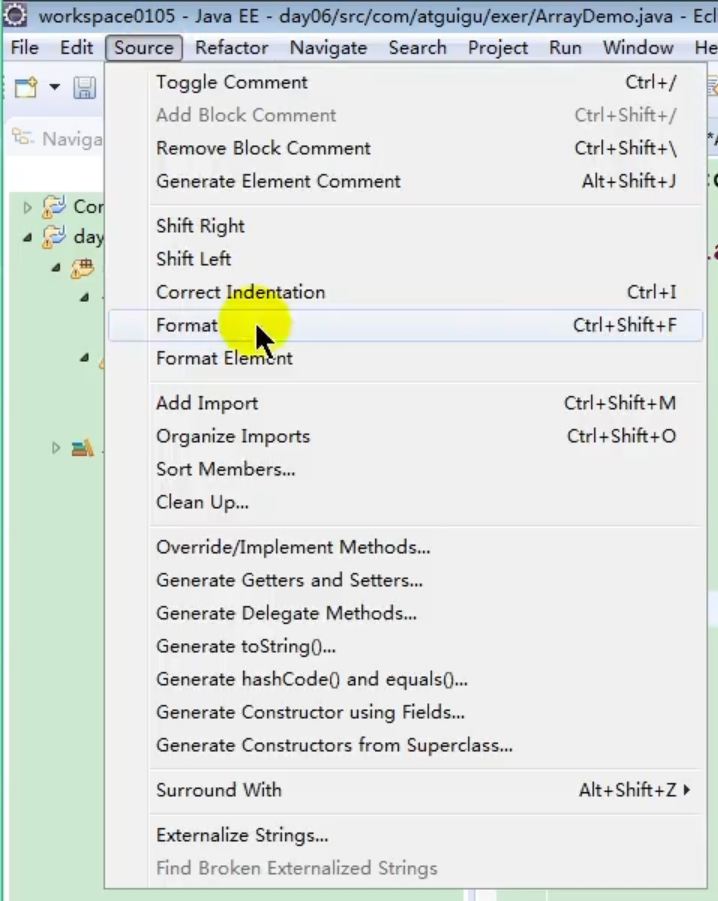 workspace0105 - Java EE - day06/src/com/atguigu/exer/ArrayDemo.java - Ecl
File Edit Source Refactor Navigate Search Project Run Window He
Naviga
Toggle Comment Ctrl+/
Add Block Comment Ctrl+Shift+/
Remove Block Comment Ctrl+Shift+\
Generate Element Comment Alt+Shift+J
Cor
day
Shift Right
Shift Left
Correct Indentation Ctrl+I
Format Ctrl+Shift+F
Format Element
Add Import Ctrl+Shift+M
Organize Imports Ctrl+Shift+O
Sort Members...
Clean Up...
Override/Implement Methods...
Generate Getters and Setters...
Generate Delegate Methods...
Generate toString()...
Generate hashCode() and equals()...
Generate Constructor using Fields...
Generate Constructors from Superclass...
Surround With Alt+Shift+Z
Externalize Strings...
Find Broken Externalized Strings